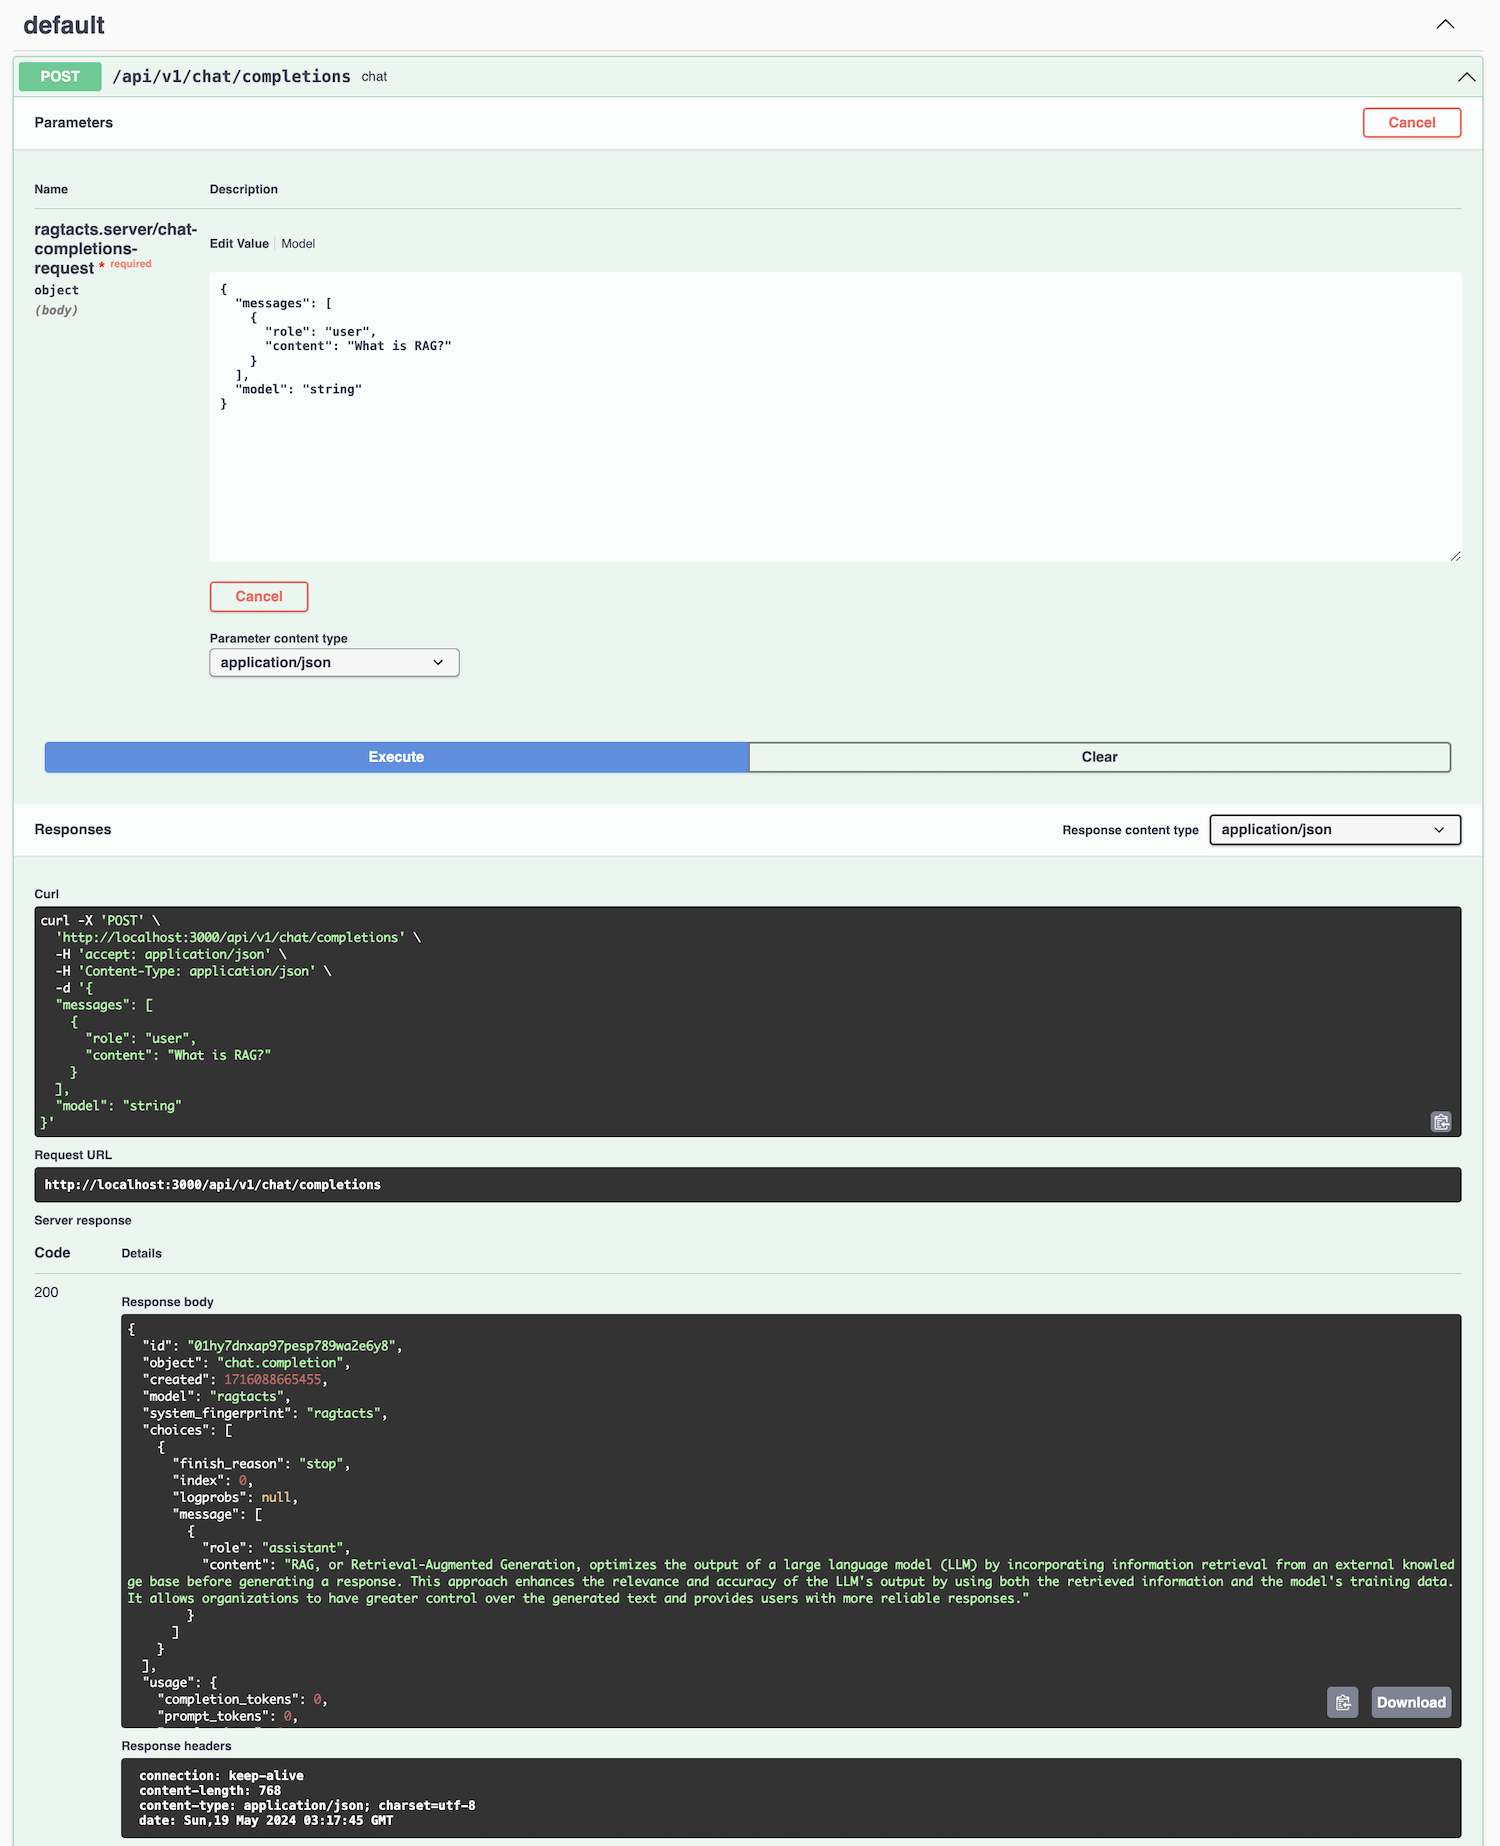 default
POST /api/v1/chat/completions chat
Parameters Cancel
Name Description
ragtacts.server/chat-
completions-
request * required
object
(body)
Edit Value Model
{
  "messages": [
    {
      "role": "user",
      "content": "What is RAG?"
    }
  ],
  "model": "string"
}
Cancel
Parameter content type
application/json
Execute Clear
Responses Response content type application/json
Curl
curl -X 'POST' \
  'http://localhost:3000/api/v1/chat/completions' \
  -H 'accept: application/json' \
  -H 'Content-Type: application/json' \
  -d '{
  "messages": [
    {
      "role": "user",
      "content": "What is RAG?"
    }
  ],
  "model": "string"
}'
Request URL
http://localhost:3000/api/v1/chat/completions
Server response
Code Details
200
Response body
{
  "id": "01hy7dnxap97pesp789wa2e6y8",
  "object": "chat.completion",
  "created": 1716088665455,
  "model": "ragtacts",
  "system_fingerprint": "ragtacts",
  "choices": [
    {
      "finish_reason": "stop",
      "index": 0,
      "logprobs": null,
      "message": [
        {
          "role": "assistant",
          "content": "RAG, or Retrieval-Augmented Generation, optimizes the output of a large language model (LLM) by incorporating information retrieval from an external knowled
ge base before generating a response. This approach enhances the relevance and accuracy of the LLM's output by using both the retrieved information and the model's training data.
It allows organizations to have greater control over the generated text and provides users with more reliable responses."
        }
      ]
    }
  ],
  "usage": {
    "completion_tokens": 0,
    "prompt_tokens": 0,
Download
Response headers
connection: keep-alive
content-length: 768
content-type: application/json; charset=utf-8
date: Sun,19 May 2024 03:17:45 GMT